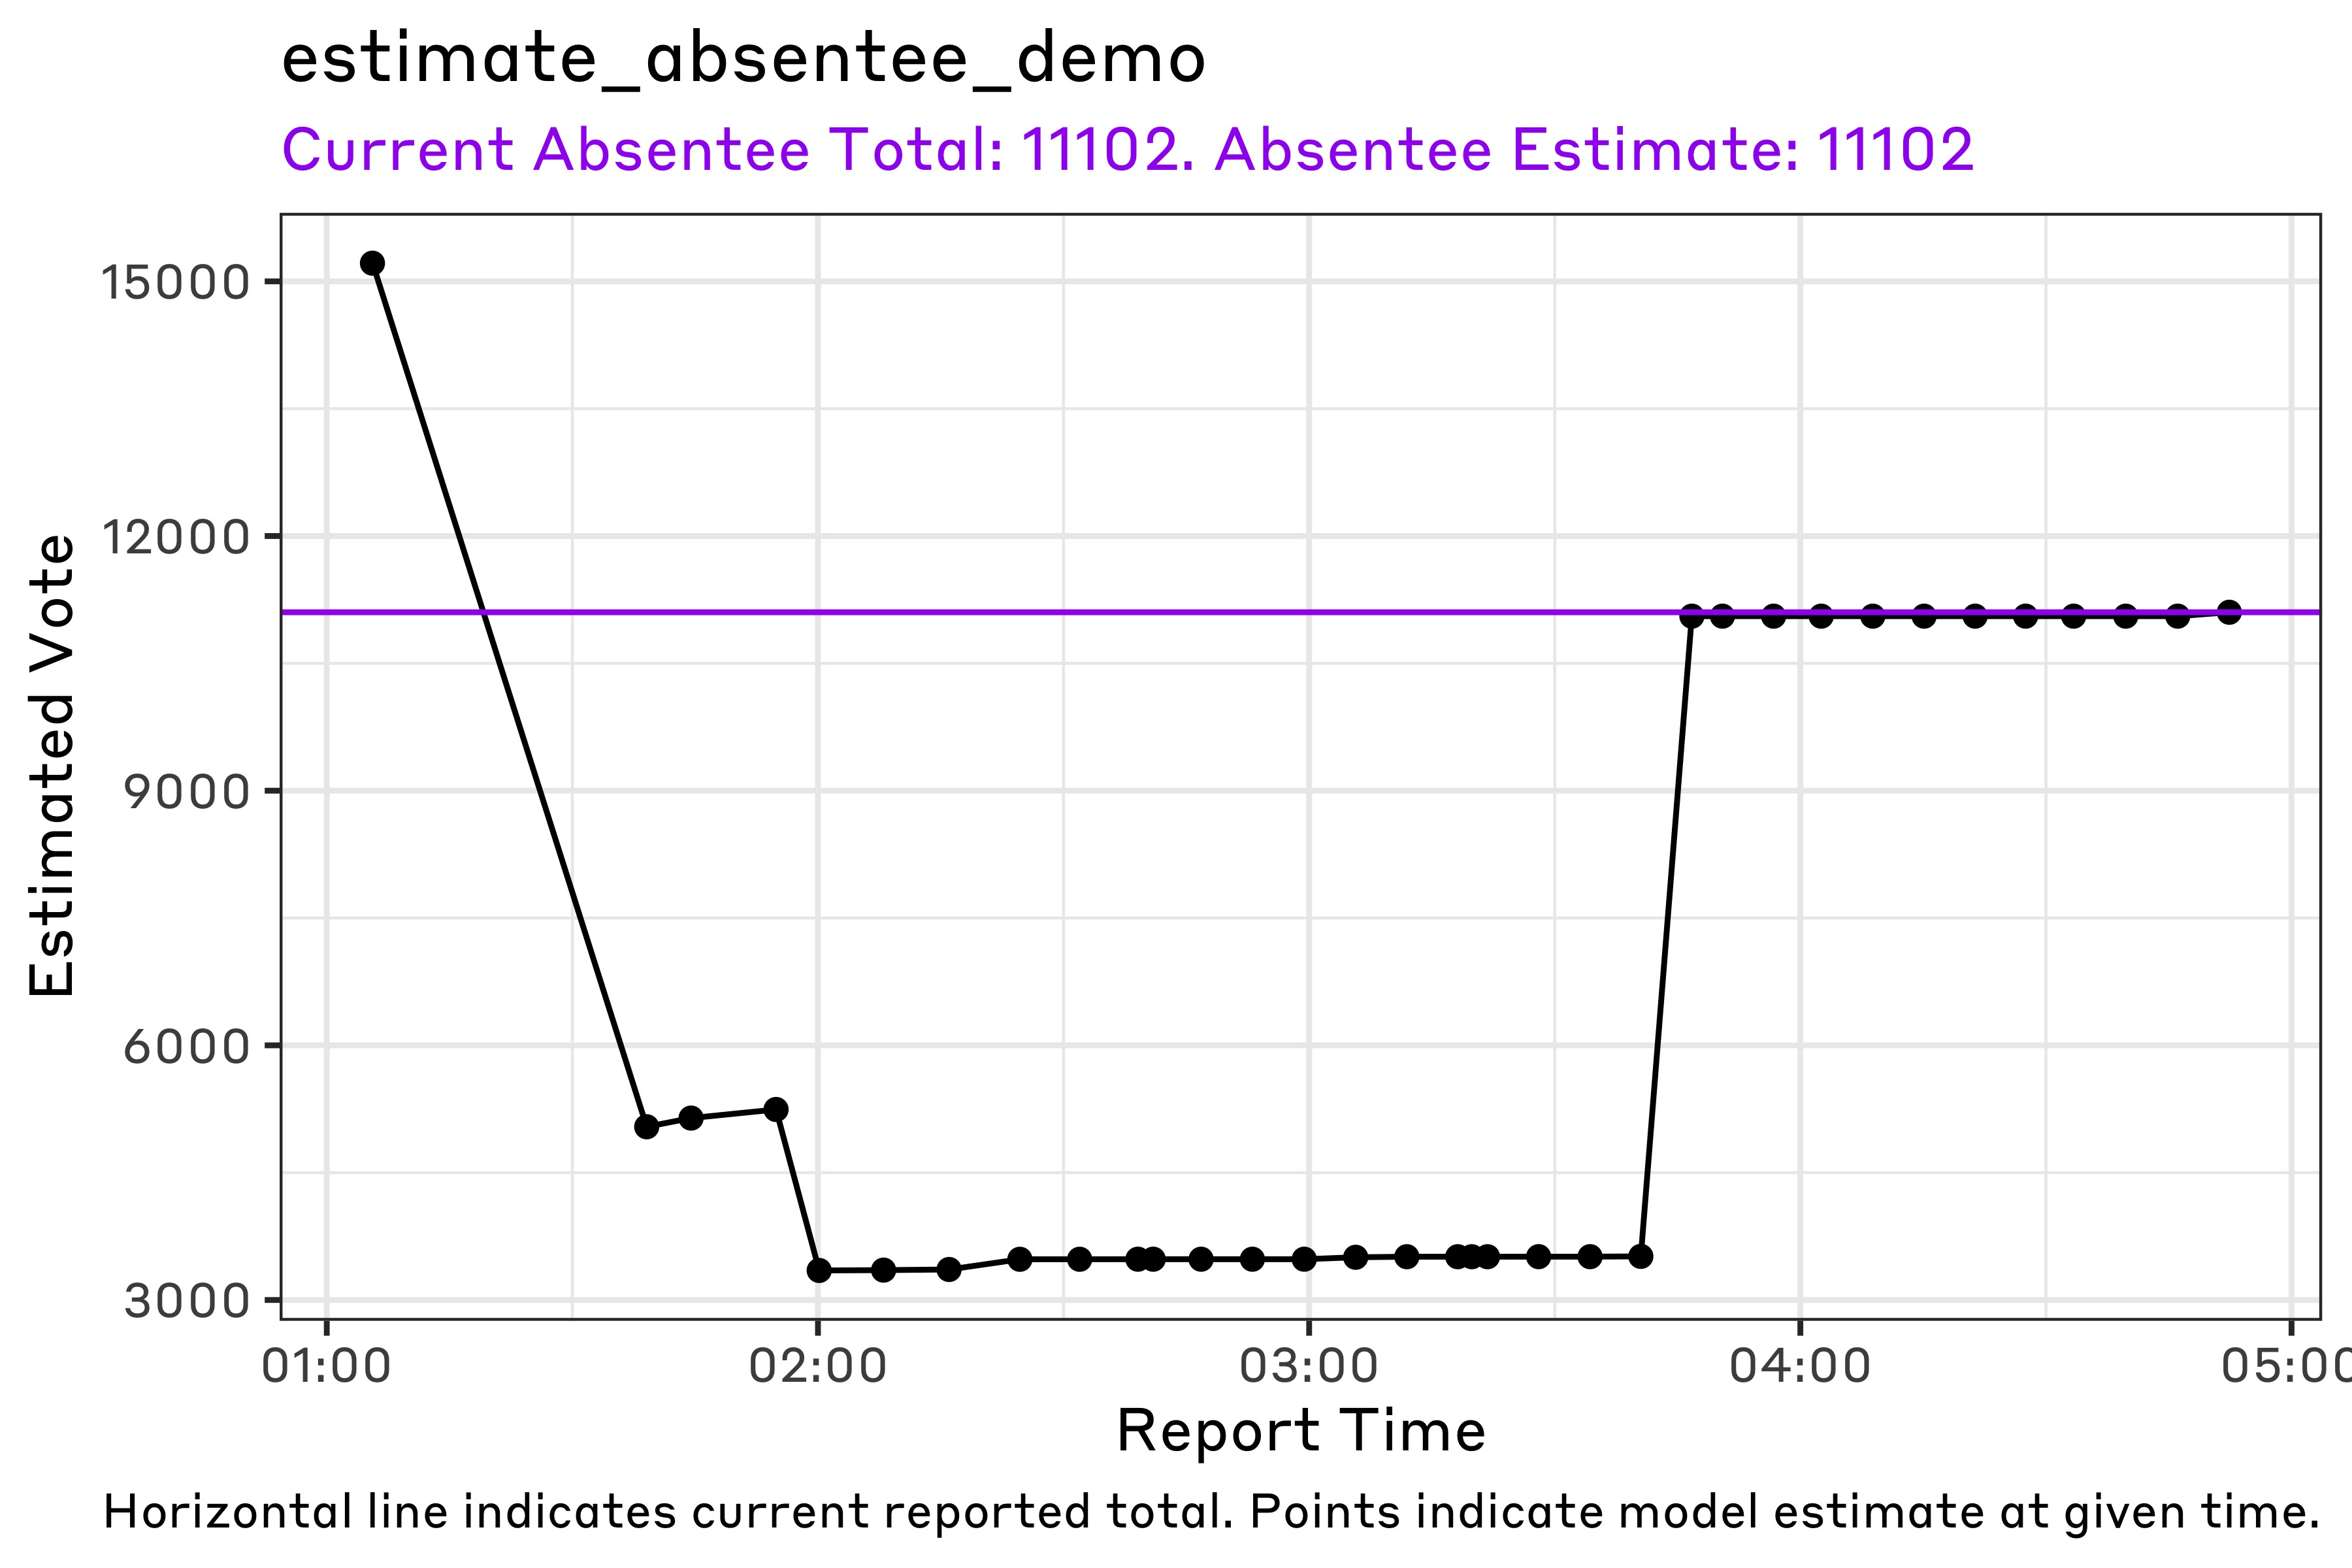 estimate_absentee_demo
Current Absentee Total: 11102. Absentee Estimate: 11102
Estimated Vote
15000
12000
9000
6000
3000
01:00 02:00 03:00 04:00 05:00
Report Time
Horizontal line indicates current reported total. Points indicate model estimate at given time.